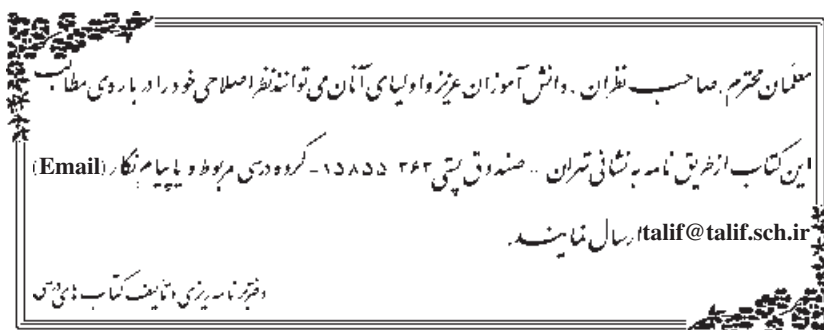 معلمان محترم، صاحب نظران، دانش آموزان عزیز و اولیای آنان می توانند نظر اصلاحی خود را درباره ی مطالب
این کتاب از طریق نامه به نشانی تهران - صندوق پستی ۳۶۳ ۱۵۸۵۵ - گروه درسی مربوط و یا پیام نگار (Email)
talif@talif.sch.ir ارسال نمایند.
دفتر برنامه ریزی و تألیف کتاب های درسی